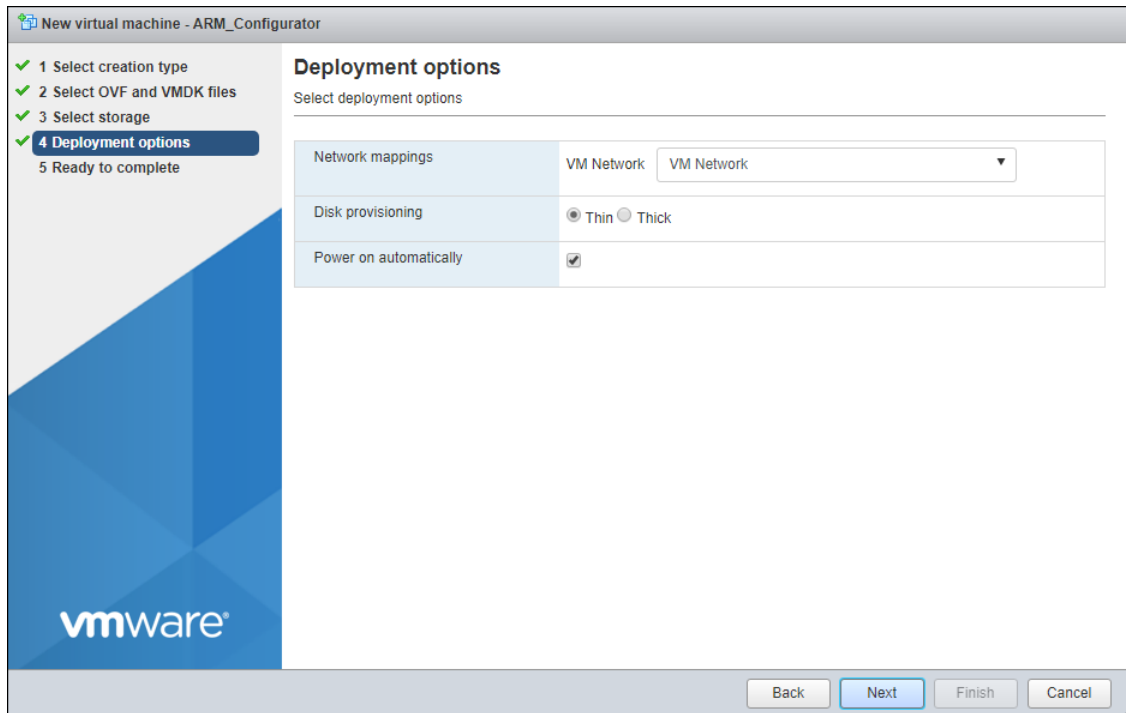 New virtual machine - ARM_Configurator
1 Select creation type
2 Select OVF and VMDK files
3 Select storage
4 Deployment options
5 Ready to complete
Deployment options
Select deployment options
Network mappings VM Network VM Network
Disk provisioning Thin Thick
Power on automatically
vmware®
Back Next Finish Cancel